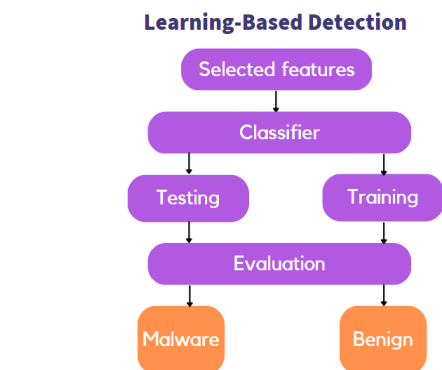 Learning-Based Detection
Selected features
Classifier
Testing
Training
Evaluation
Malware
Benign